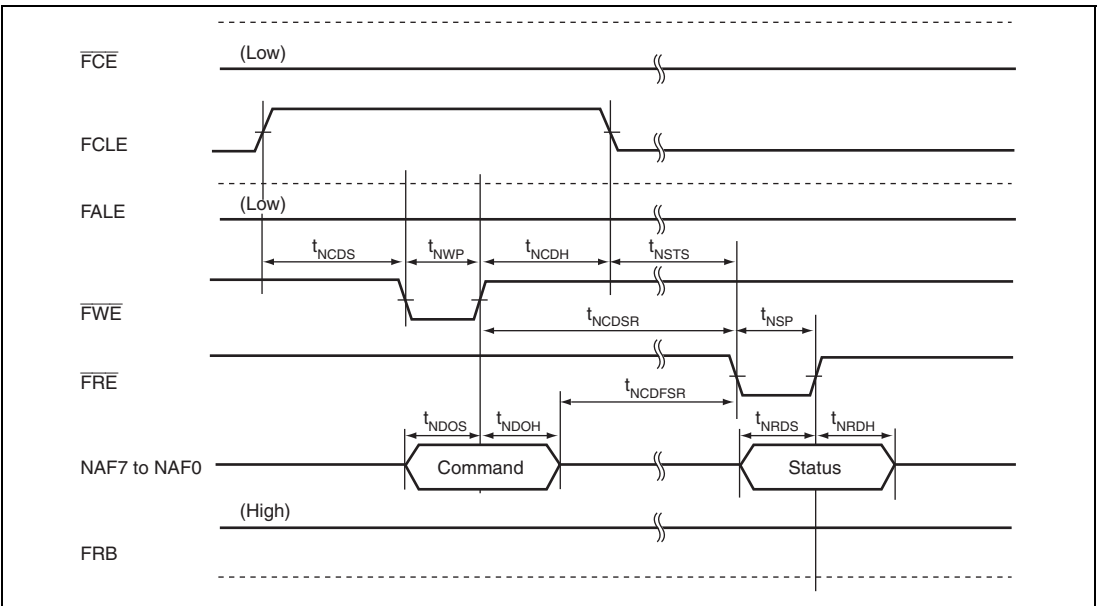 FCE (Low)
FCLE
FALE (Low)
tNCDS tNWP tNCDH tNSTS
FWE
tNCDSR tNSP
FRE
tNCDFSR
tNDOS tNDOH tNRDS tNRDH
NAF7 to NAF0 Command Status
(High)
FRB